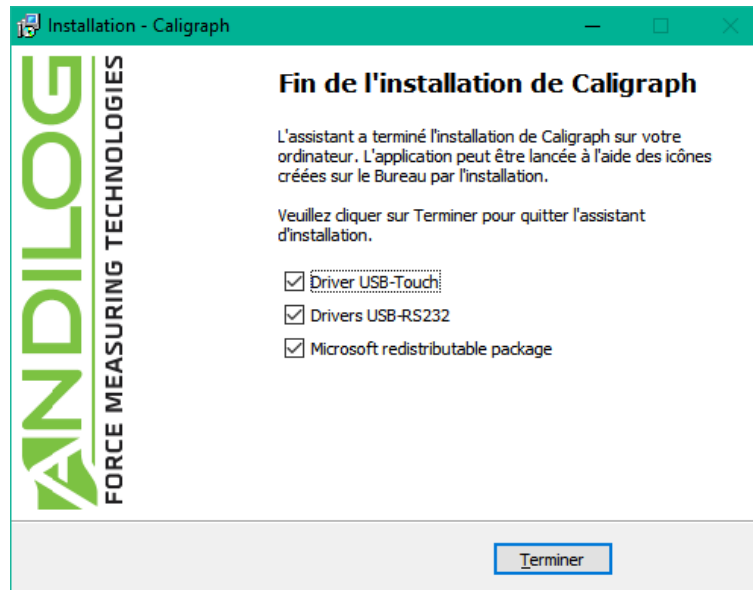 Installation - Caligraph
ANDILOG
FORCE MEASURING TECHNOLOGIES
Fin de l'installation de Caligraph
L'assistant a terminé l'installation de Caligraph sur votre
ordinateur. L'application peut être lancée à l'aide des icônes
créées sur le Bureau par l'installation.
Veuillez cliquer sur Terminer pour quitter l'assistant
d'installation.
Driver USB-Touch
Drivers USB-RS232
Microsoft redistributable package
Terminer